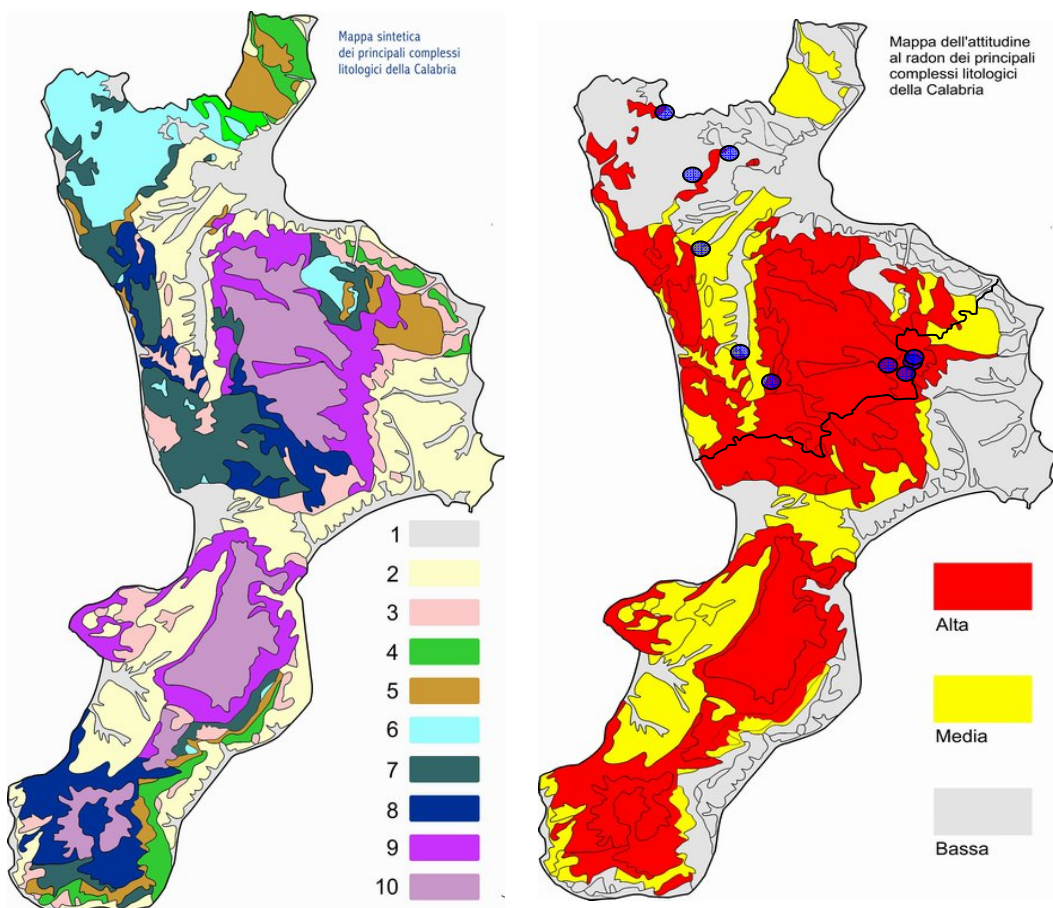 Mappa sintetica
dei principali complessi
litologici della Calabria
1
2
3
4
5
6
7
8
9
10
Mappa dell'attitudine
al radon dei principali
complessi litologici
della Calabria
Alta
Media
Bassa